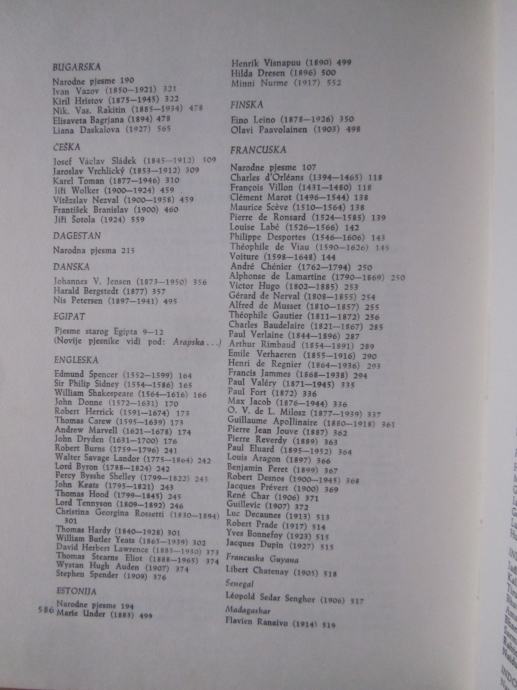 BUGARSKA
Narodne pjesme 190
Ivan Vazov (1850—1921) 321
Kiril Hristov (1875—1945) 322
Nik. Vas. Rakitin (1885—1934) 478
Elisaveta Bagrjana (1894) 478
Liana Daskalova (1927) 565
ČEŠKA
Josef Václav Sládek (1845—1912) 309
Jaroslav Vrchlický (1853—1912) 309
Karel Toman (1877—1946) 310
Jiří Wolker (1900—1924) 459
Vítězslav Nezval (1900—1958) 459
František Branislav (1900) 460
Jiří Šotola (1924) 559
DAGESTAN
Narodna pjesma 215
DANSKA
Johannes V. Jensen (1873—1950) 356
Harald Bergstedt (1877) 357
Nis Petersen (1897—1941) 495
EGIPAT
Pjesme starog Egipta 9—12
(Novije pjesnike vidi pod: Arapska...)
ENGLESKA
Edmund Spencer (1552—1599) 164
Sir Philip Sidney (1554—1586) 165
William Shakespeare (1564—1616) 166
John Donne (1572—1631) 170
Robert Herrick (1591—1674) 173
Thomas Carew (1595—1639) 173
Andrew Marvell (1621—1678) 174
John Dryden (1631—1700) 176
Robert Burns (1759—1796) 241
Walter Savage Landor (1775—1864) 242
Lord Byron (1788—1824) 242
Percy Bysshe Shelley (1799—1822) 243
John Keats (1795—1821) 243
Thomas Hood (1799—1845) 245
Lord Tennyson (1809—1892) 246
Christina Georgina Rossetti (1830—1894)
301
Thomas Hardy (1840—1928) 301
William Butler Yeats (1865—1939) 302
David Herbert Lawrence (1885—1930) 373
Thomas Stearns Eliot (1888—1965) 374
Wystan Hugh Auden (1907) 374
Stephen Spender (1909) 376
ESTONIJA
Narodne pjesme 194
Marie Under (1883) 499
586
Henrik Visnapuu (1890) 499
Hilda Dresen (1896) 500
Minni Nurme (1917) 552
FINSKA
Eino Leino (1878—1926) 350
Olavi Paavolainen (1903) 498
FRANCUSKA
Narodne pjesme 107
Charles d'Orléans (1394—1465) 118
François Villon (1431—1480) 118
Clément Marot (1496—1544) 138
Maurice Scève (1510—1564) 138
Pierre de Ronsard (1524—1585) 139
Louise Labé (1526—1566) 142
Philippe Desportes (1546—1606) 143
Théophile de Viau (1590—1626) 143
Voiture (1598—1648) 144
André Chénier (1762—1794) 250
Alphonse de Lamartine (1790—1869) 250
Victor Hugo (1802—1885) 253
Gérard de Nerval (1808—1855) 254
Alfred de Musset (1810—1857) 255
Théophile Gautier (1811—1872) 256
Charles Baudelaire (1821—1867) 285
Paul Verlaine (1844—1896) 287
Arthur Rimbaud (1854—1891) 289
Emile Verhaeren (1855—1916) 290
Henri de Regnier (1864—1936) 293
Francis Jammes (1868—1938) 294
Paul Valéry (1871—1945) 335
Paul Fort (1872) 336
Max Jacob (1876—1944) 336
O. V. de L. Milosz (1877—1939) 337
Guillaume Apollinaire (1880—1918) 361
Pierre Jean Jouve (1887) 362
Pierre Reverdy (1889) 363
Paul Eluard (1895—1952) 364
Louis Aragon (1897) 366
Benjamin Peret (1899) 367
Robert Desnos (1900—1945) 368
Jacques Prévert (1900) 369
René Char (1906) 371
Guillevic (1907) 372
Luc Decaunes (1913) 513
Robert Prade (1917) 514
Yves Bonnefoy (1923) 515
Jacques Dupin (1927) 515
Francuska Guyana
Libert Chatenay (1905) 518
Senegal
Léopold Sedar Senghor (1906) 517
Madagaskar
Flavien Ranaivo (1914) 519